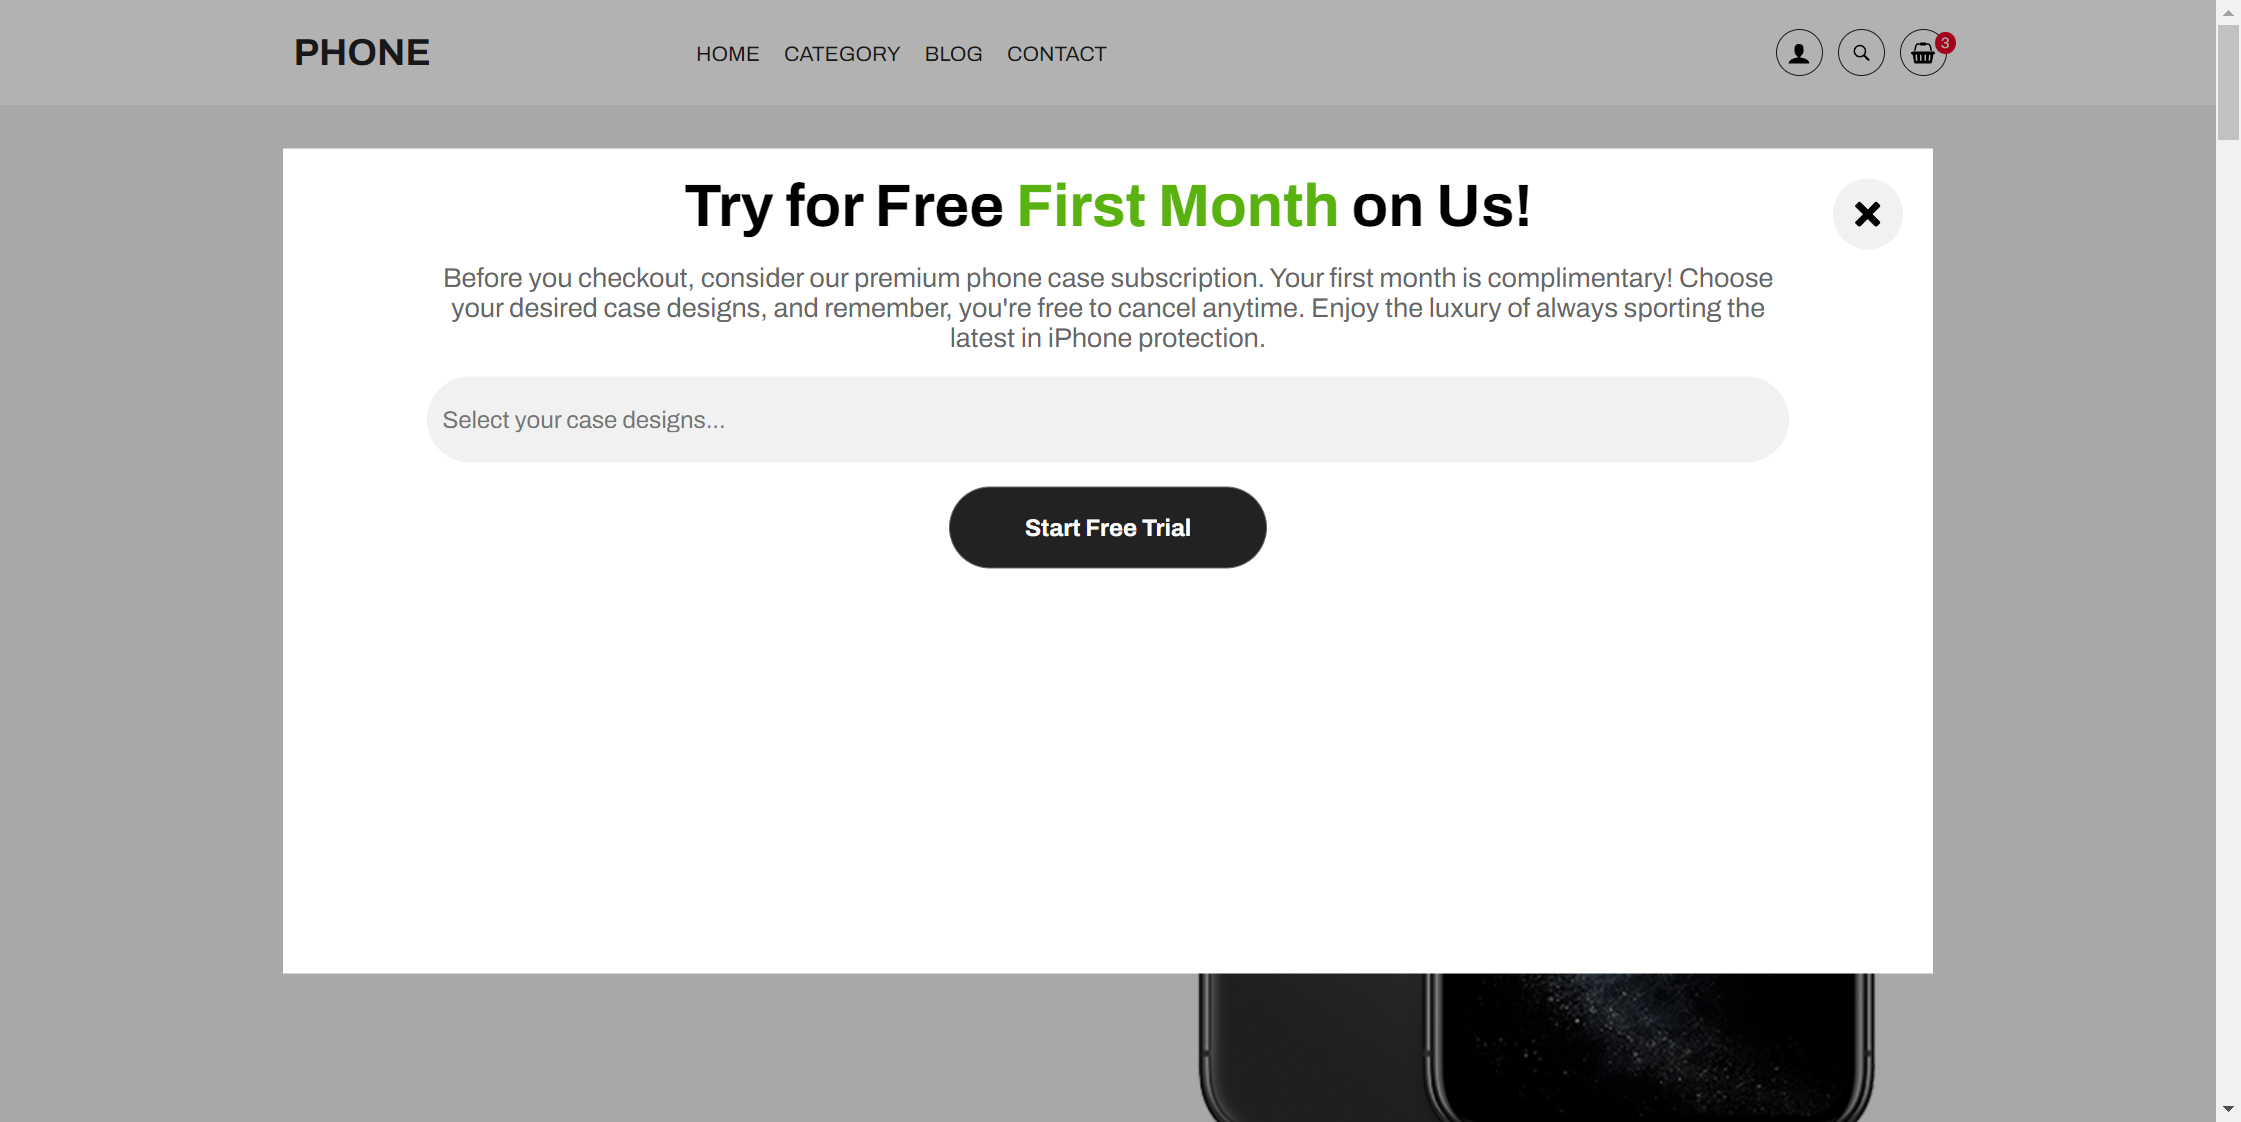 PHONE
HOME
CATEGORY
BLOG
CONTACT
3
Try for Free First Month on Us!
Before you checkout, consider our premium phone case subscription. Your first month is complimentary! Choose
your desired case designs, and remember, you're free to cancel anytime. Enjoy the luxury of always sporting the
latest in iPhone protection.
Select your case designs...
Start Free Trial